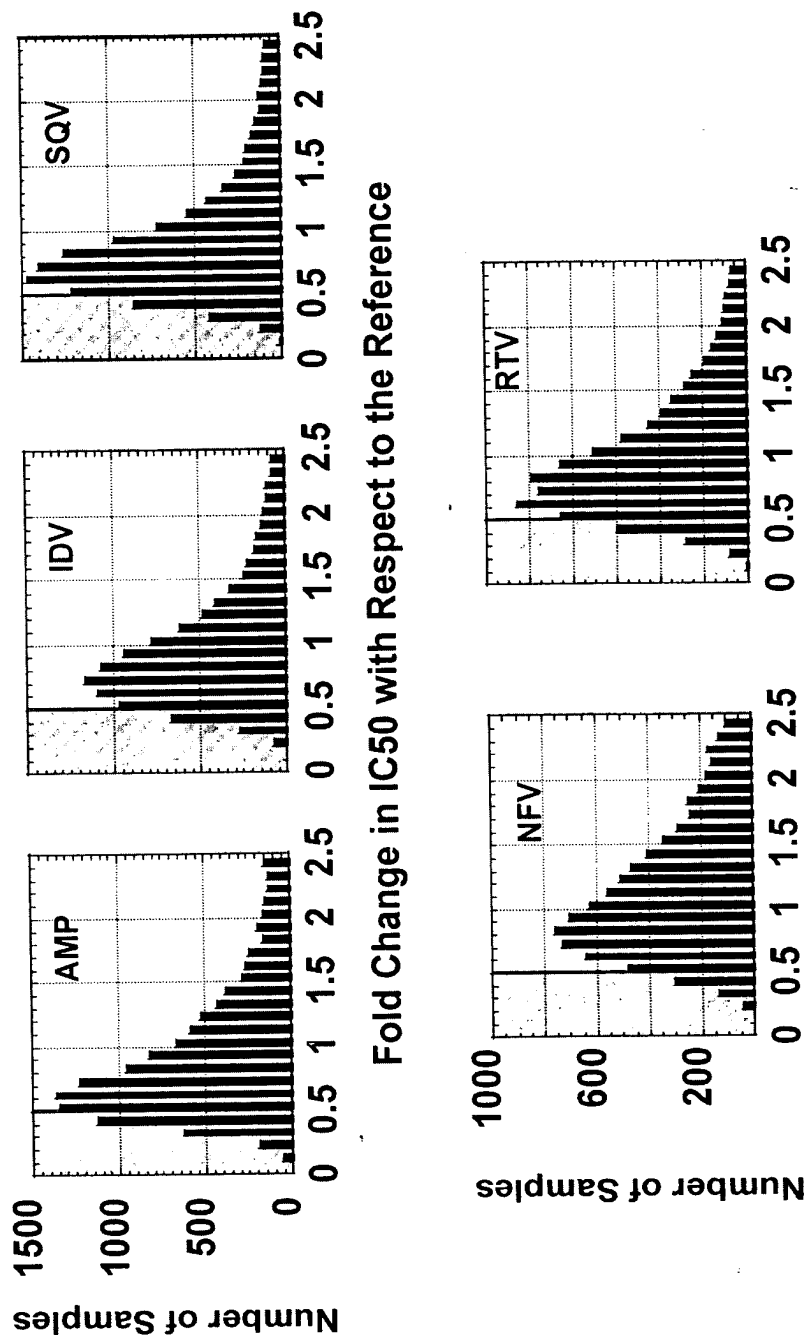 Number of Samples
1500
1000
500
0
AMP
0 0.5 1 1.5 2 2.5
IDV
0 0.5 1 1.5 2 2.5
SQV
0 0.5 1 1.5 2 2.5
Fold Change in IC50 with Respect to the Reference
Number of Samples
1000
600
200
NFV
0 0.5 1 1.5 2 2.5
RTV
0 0.5 1 1.5 2 2.5